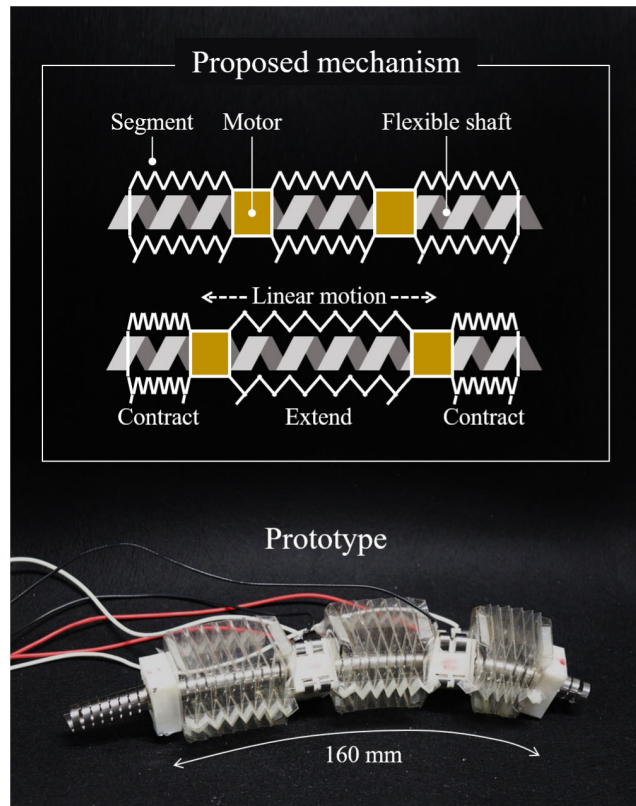 Proposed mechanism
Segment Motor Flexible shaft
Linear motion
Contract Extend Contract
Prototype
160 mm